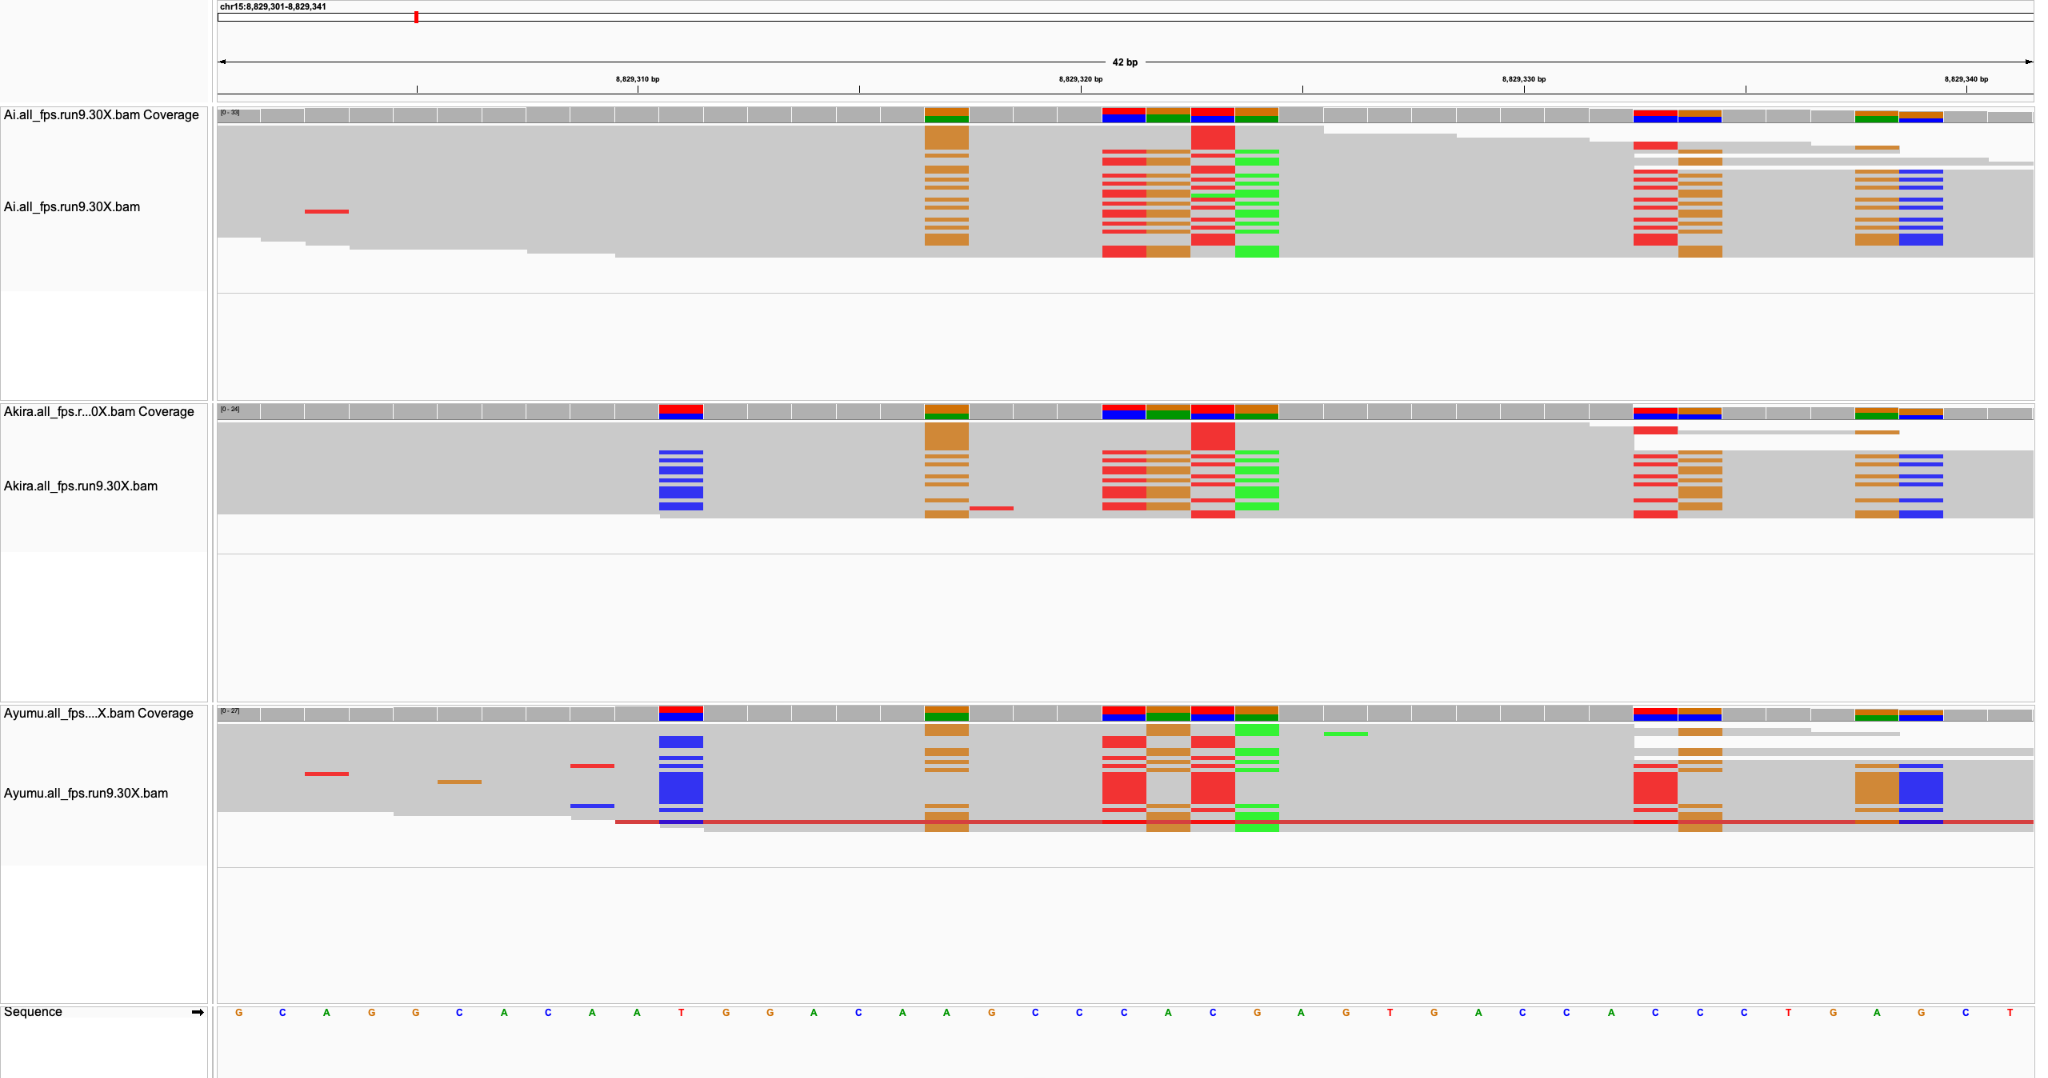 chr15:8,829,301-8,829,341
42 bp
8,829,310 bp 8,829,320 bp 8,829,330 bp 8,829,340 bp
Ai.all_fps.run9.30X.bam Coverage
[0 - 33]
Ai.all_fps.run9.30X.bam
Akira.all_fps.r...0X.bam Coverage
[0 - 24]
Akira.all_fps.run9.30X.bam
Ayumu.all_fps....X.bam Coverage
[0 - 27]
Ayumu.all_fps.run9.30X.bam
Sequence G C A G G C A C A A T G G A C A A G C C C A C G A G T G A C C A C C C T G A G C T